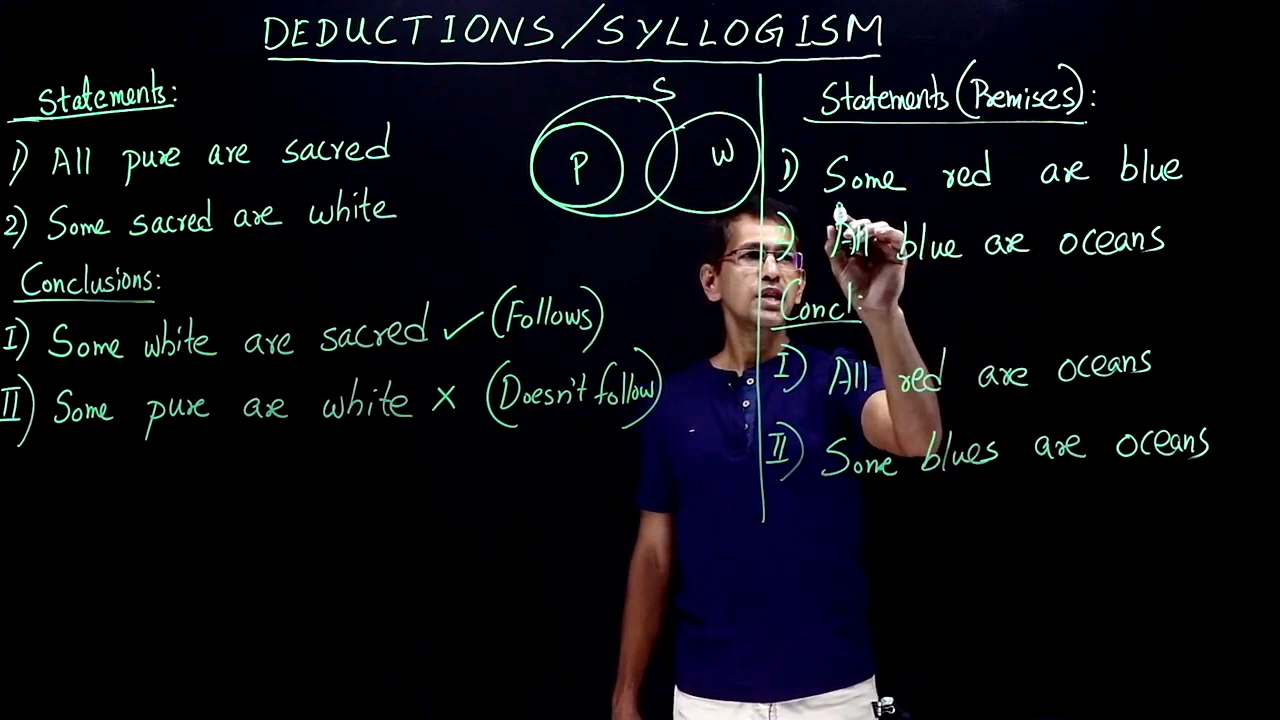 DEDUCTIONS/SYLLOGISM
Statements:
1) All pure are sacred
2) Some sacred are white
Conclusions:
I) Some white are sacred ✓ (Follows)
II) Some pure are white X (Doesn't follow)
S
P
W
Statements (Premises):
1) Some red are blue
2) All blue are oceans
Concl:
I) All red are oceans
II) Some blues are oceans